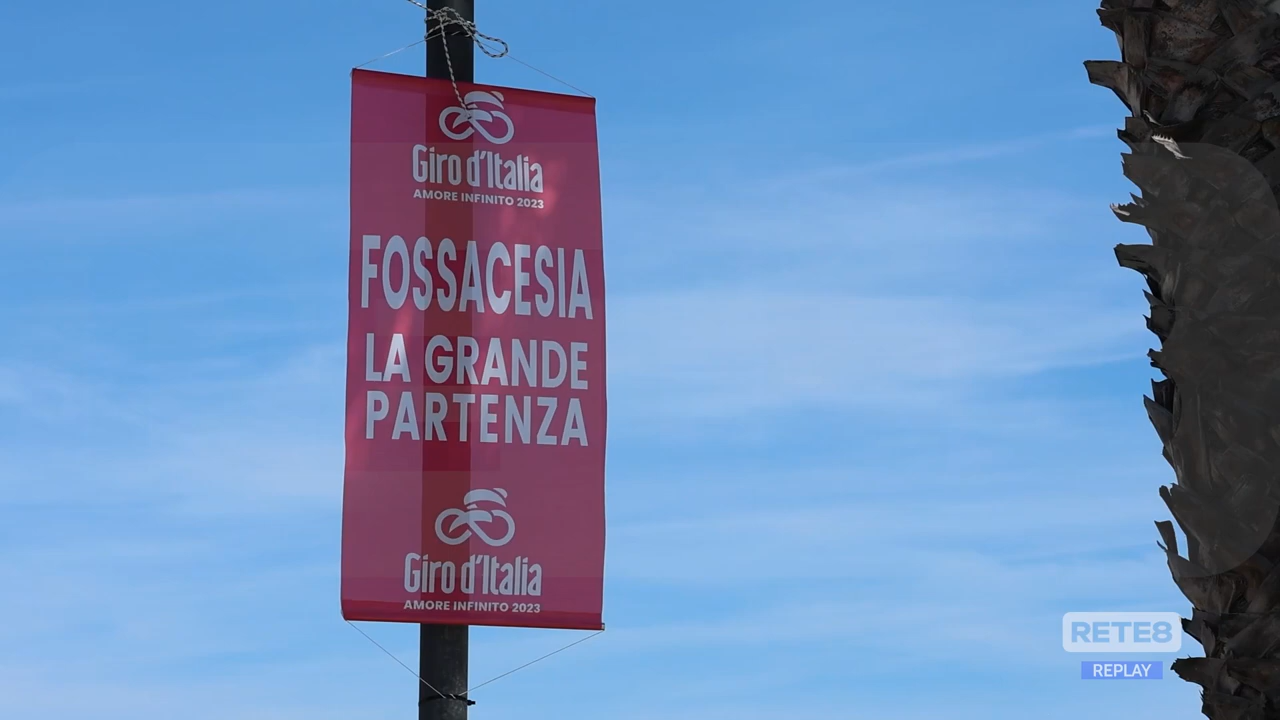 Giro d'Italia
AMORE INFINITO 2023
FOSSACESIA
LA GRANDE
PARTENZA
Giro d'Italia
AMORE INFINITO 2023
RETE8
REPLAY